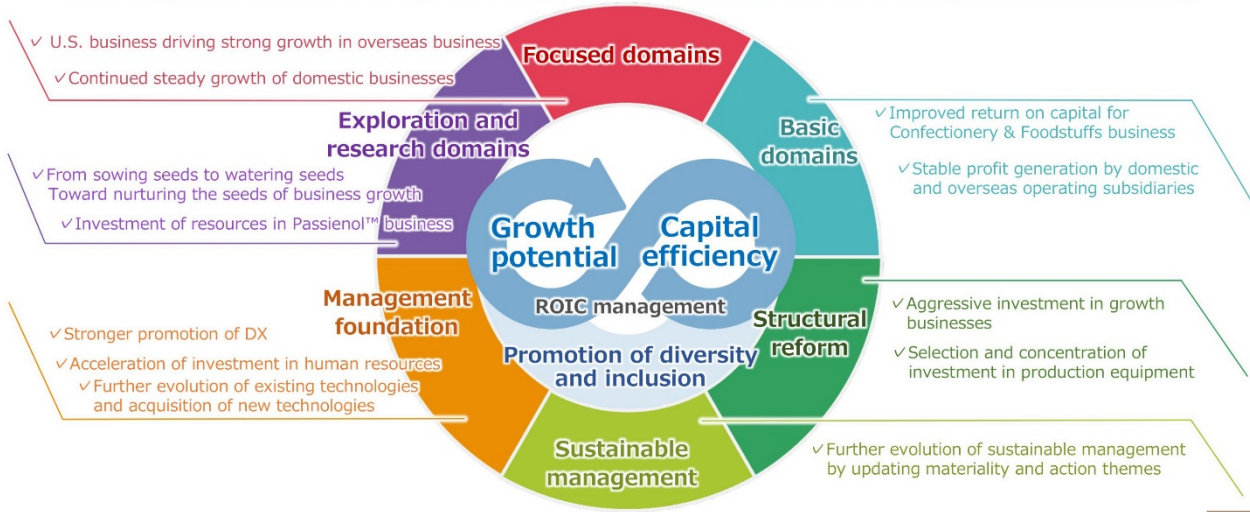 ✓ U.S. business driving strong growth in overseas business
✓ Continued steady growth of domestic businesses
Focused domains
Exploration and
research domains
✓ From sowing seeds to watering seeds
Toward nurturing the seeds of business growth
✓ Investment of resources in Passienol™ business
Basic
domains
✓ Improved return on capital for
Confectionery & Foodstuffs business
✓ Stable profit generation by domestic
and overseas operating subsidiaries
Growth
potential
Capital
efficiency
ROIC management
Promotion of diversity
and inclusion
Management
foundation
✓ Stronger promotion of DX
✓ Acceleration of investment in human resources
✓ Further evolution of existing technologies
and acquisition of new technologies
Structural
reform
✓ Aggressive investment in growth
businesses
✓ Selection and concentration of
investment in production equipment
Sustainable
management
✓ Further evolution of sustainable management
by updating materiality and action themes